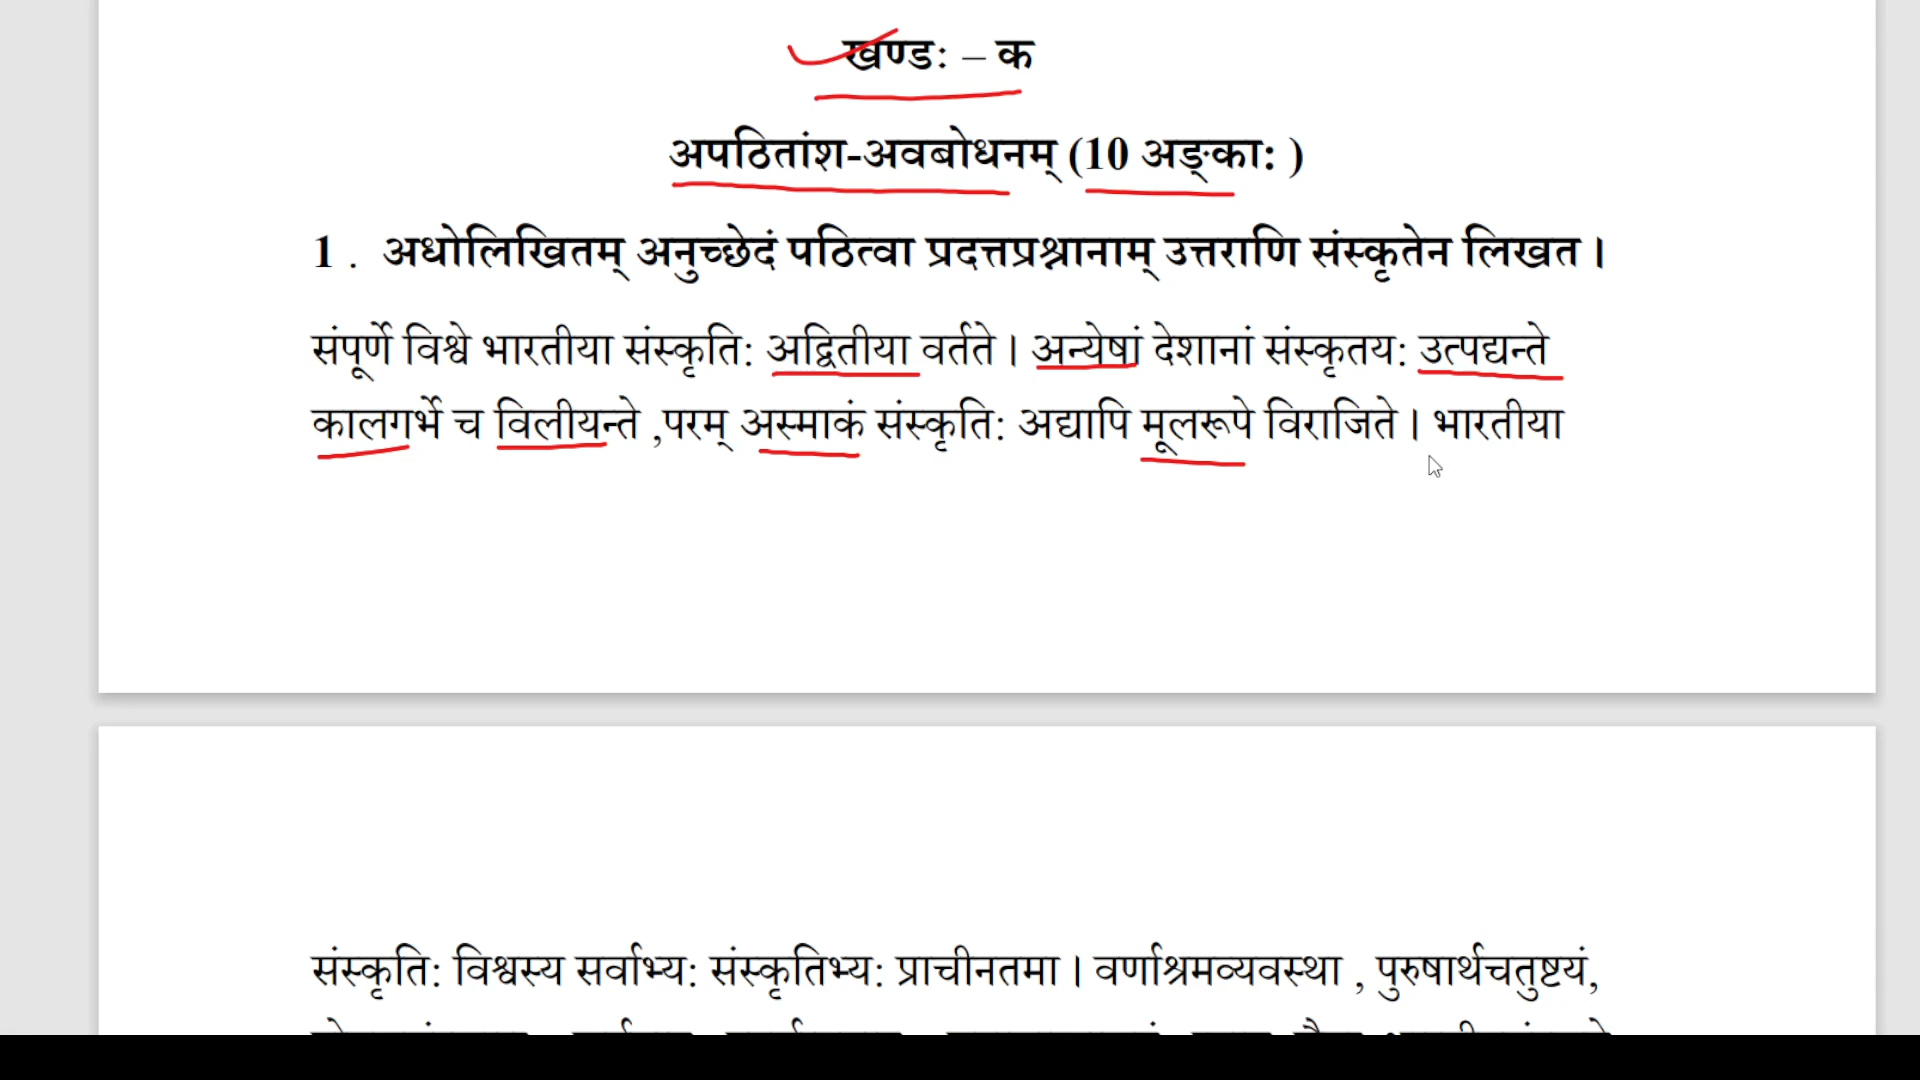 खण्ड: – क
अपठितांश-अवबोधनम् (10 अङ्का: )
1 . अधोलिखितम् अनुच्छेदं पठित्वा प्रदत्तप्रश्नानाम् उत्तराणि संस्कृतेन लिखत ।
संपूर्णे विश्वे भारतीया संस्कृति: अद्वितीया वर्तते । अन्येषां देशानां संस्कृतय: उत्पद्यन्ते
कालगर्भे च विलीयन्ते ,परम् अस्माकं संस्कृति: अद्यापि मूलरूपे विराजिते । भारतीया
संस्कृति: विश्वस्य सर्वाभ्य: संस्कृतिभ्य: प्राचीनतमा । वर्णाश्रमव्यवस्था , पुरुषार्थचतुष्टयं,